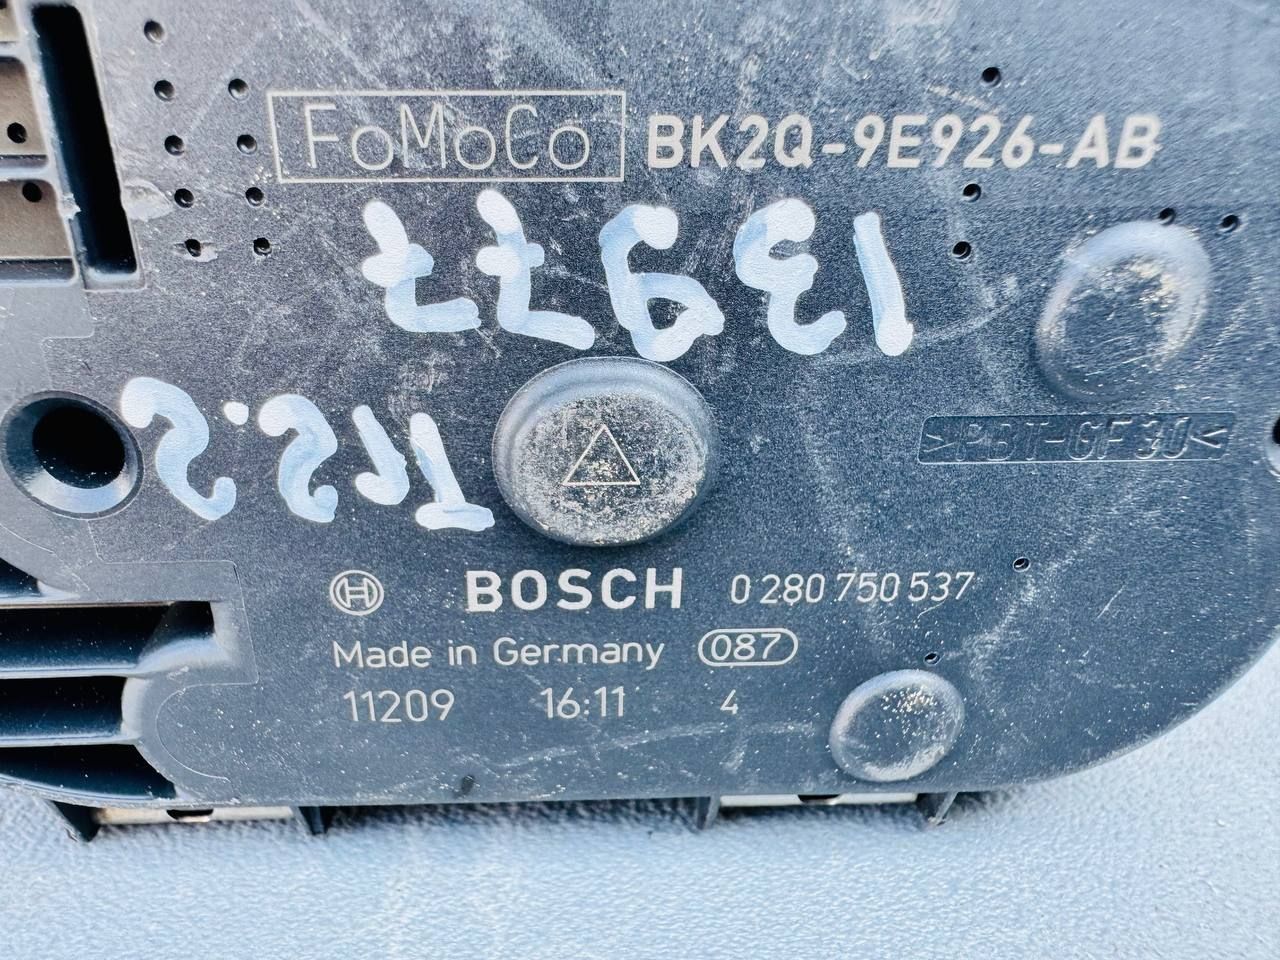 FoMoCo BK2Q-9E926-AB
13977
Tr2.2
>PBT-GF30<
BOSCH 0 280 750 537
Made in Germany 087
11209 16:11 4